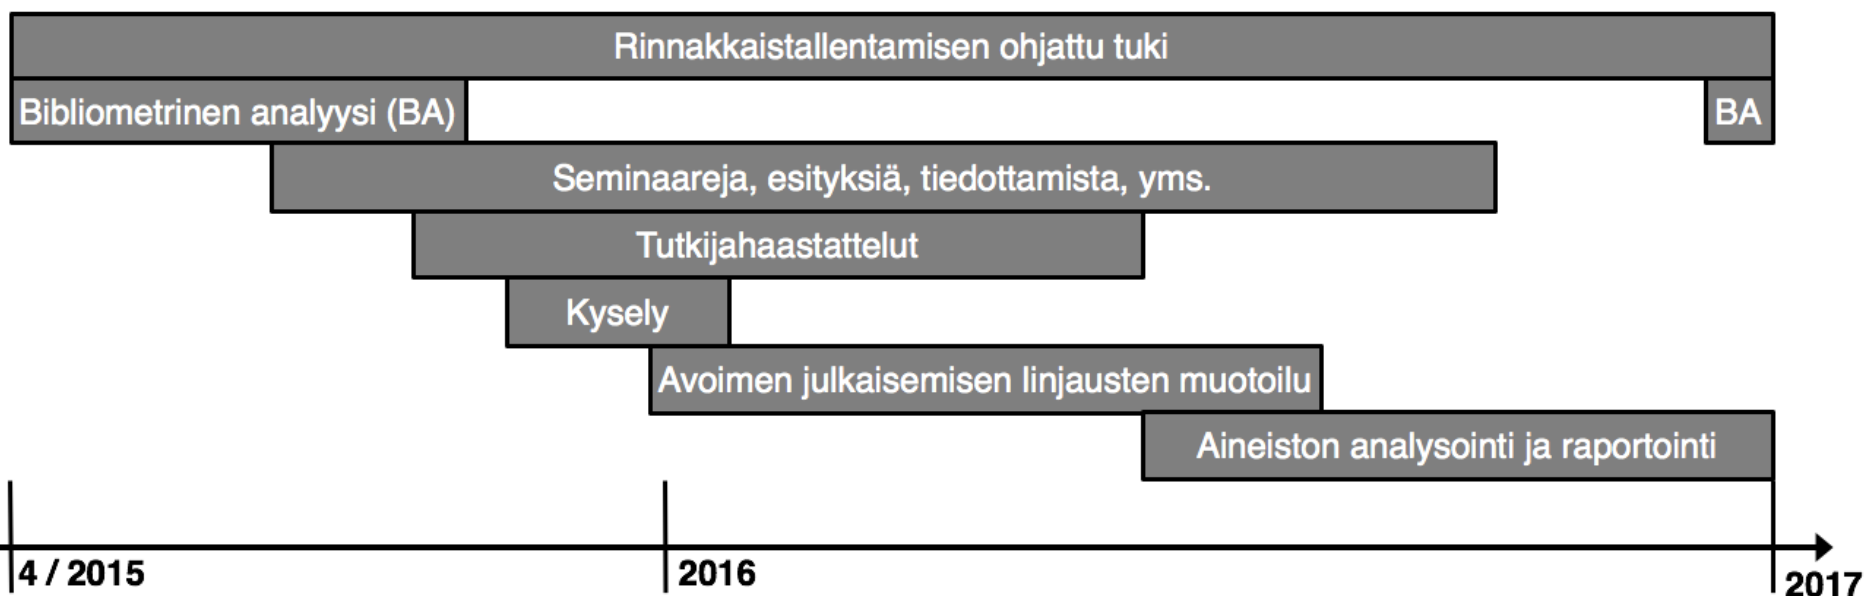 Rinnakkaistallentamisen ohjattu tuki
Bibliometrinen analyysi (BA)
BA
Seminaareja, esityksiä, tiedottamista, yms.
Tutkijahaastattelut
Kysely
Avoimen julkaisemisen linjausten muotoilu
Aineiston analysointi ja raportointi
4 / 2015
2016
2017